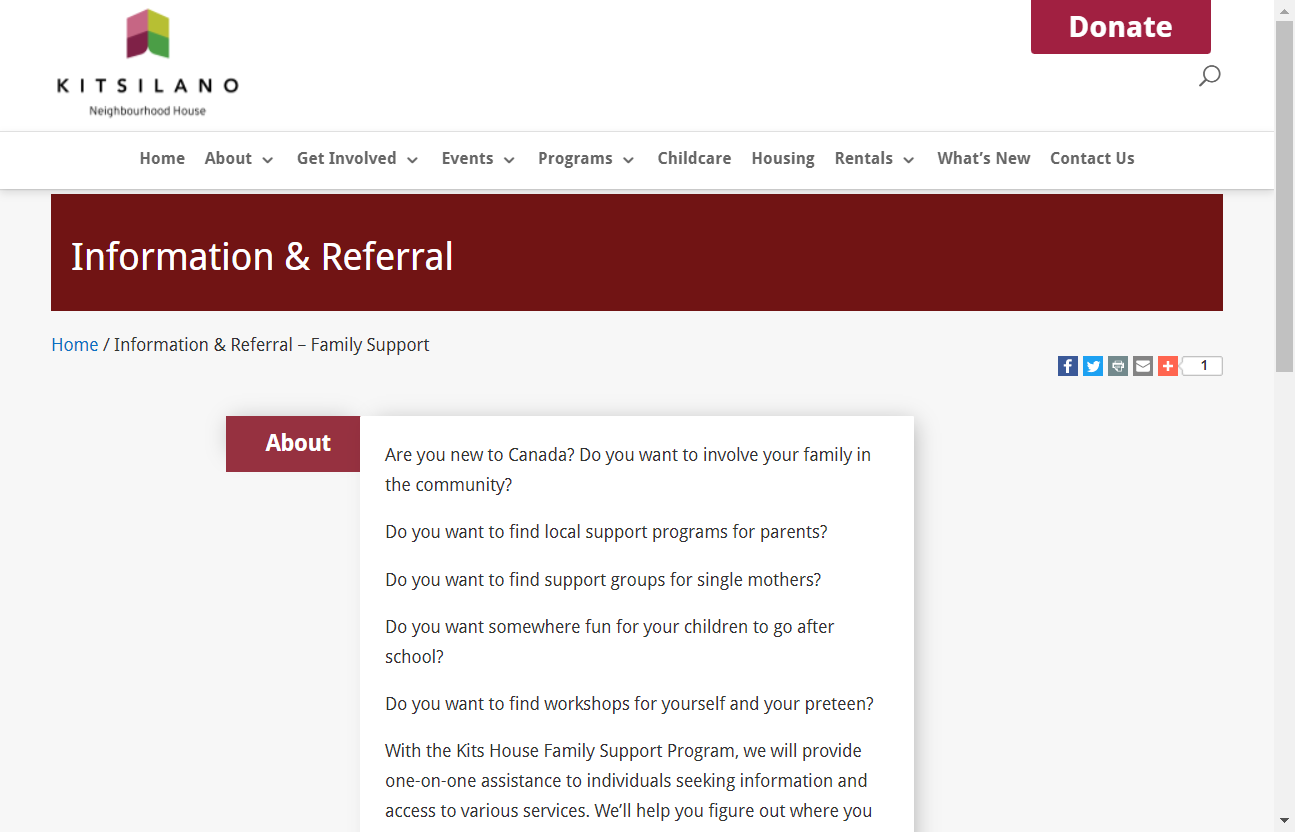 KITSILANO
Neighbourhood House
Donate
Home About Get Involved Events Programs Childcare Housing Rentals What's New Contact Us
Information & Referral
Home / Information & Referral – Family Support
1
About
Are you new to Canada? Do you want to involve your family in
the community?
Do you want to find local support programs for parents?
Do you want to find support groups for single mothers?
Do you want somewhere fun for your children to go after
school?
Do you want to find workshops for yourself and your preteen?
With the Kits House Family Support Program, we will provide
one-on-one assistance to individuals seeking information and
access to various services. We'll help you figure out where you